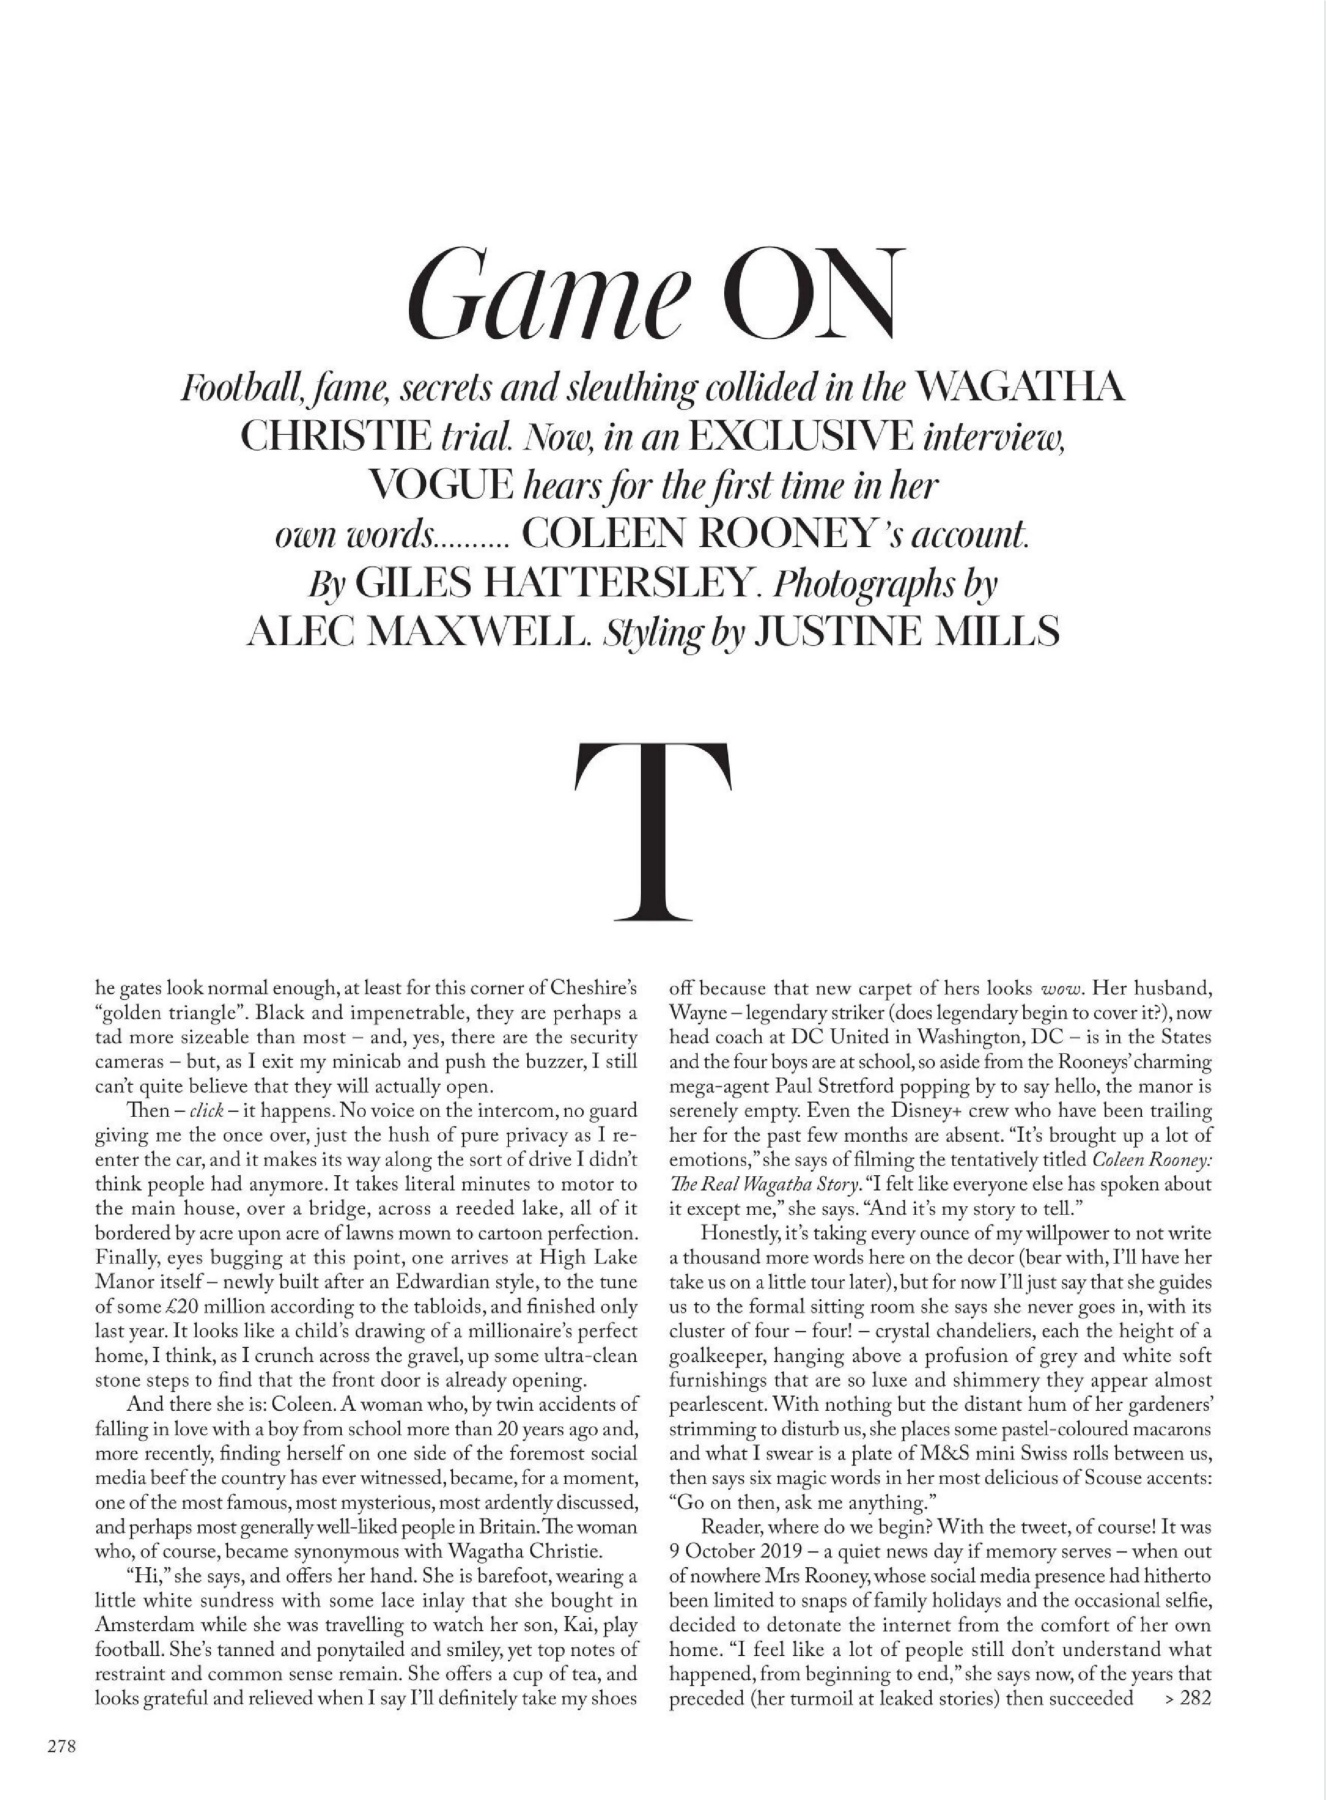 Game ON
Football, fame, secrets and sleuthing collided in the WAGATHA
CHRISTIE trial. Now, in an EXCLUSIVE interview,
VOGUE hears for the first time in her
own words.......... COLEEN ROONEY's account.
By GILES HATTERSLEY. Photographs by
ALEC MAXWELL. Styling by JUSTINE MILLS
T
he gates look normal enough, at least for this corner of Cheshire's
“golden triangle”. Black and impenetrable, they are perhaps a
tad more sizeable than most – and, yes, there are the security
cameras – but, as I exit my minicab and push the buzzer, I still
can't quite believe that they will actually open.
Then – click – it happens. No voice on the intercom, no guard
giving me the once over, just the hush of pure privacy as I re-
enter the car, and it makes its way along the sort of drive I didn't
think people had anymore. It takes literal minutes to motor to
the main house, over a bridge, across a reeded lake, all of it
bordered by acre upon acre of lawns mown to cartoon perfection.
Finally, eyes bugging at this point, one arrives at High Lake
Manor itself – newly built after an Edwardian style, to the tune
of some £20 million according to the tabloids, and finished only
last year. It looks like a child's drawing of a millionaire's perfect
home, I think, as I crunch across the gravel, up some ultra-clean
stone steps to find that the front door is already opening.
And there she is: Coleen. A woman who, by twin accidents of
falling in love with a boy from school more than 20 years ago and,
more recently, finding herself on one side of the foremost social
media beef the country has ever witnessed, became, for a moment,
one of the most famous, most mysterious, most ardently discussed,
and perhaps most generally well-liked people in Britain. The woman
who, of course, became synonymous with Wagatha Christie.
“Hi,” she says, and offers her hand. She is barefoot, wearing a
little white sundress with some lace inlay that she bought in
Amsterdam while she was travelling to watch her son, Kai, play
football. She's tanned and ponytailed and smiley, yet top notes of
restraint and common sense remain. She offers a cup of tea, and
looks grateful and relieved when I say I'll definitely take my shoes
off because that new carpet of hers looks wow. Her husband,
Wayne – legendary striker (does legendary begin to cover it?), now
head coach at DC United in Washington, DC – is in the States
and the four boys are at school, so aside from the Rooneys' charming
mega-agent Paul Stretford popping by to say hello, the manor is
serenely empty. Even the Disney+ crew who have been trailing
her for the past few months are absent. “It's brought up a lot of
emotions,” she says of filming the tentatively titled Coleen Rooney:
The Real Wagatha Story. “I felt like everyone else has spoken about
it except me,” she says. “And it's my story to tell.”
Honestly, it's taking every ounce of my willpower to not write
a thousand more words here on the decor (bear with, I'll have her
take us on a little tour later), but for now I'll just say that she guides
us to the formal sitting room she says she never goes in, with its
cluster of four – four! – crystal chandeliers, each the height of a
goalkeeper, hanging above a profusion of grey and white soft
furnishings that are so luxe and shimmery they appear almost
pearlescent. With nothing but the distant hum of her gardeners'
strimming to disturb us, she places some pastel-coloured macarons
and what I swear is a plate of M&S mini Swiss rolls between us,
then says six magic words in her most delicious of Scouse accents:
“Go on then, ask me anything.”
Reader, where do we begin? With the tweet, of course! It was
9 October 2019 – a quiet news day if memory serves – when out
of nowhere Mrs Rooney, whose social media presence had hitherto
been limited to snaps of family holidays and the occasional selfie,
decided to detonate the internet from the comfort of her own
home. “I feel like a lot of people still don't understand what
happened, from beginning to end,” she says now, of the years that
preceded (her turmoil at leaked stories) then succeeded > 282
278